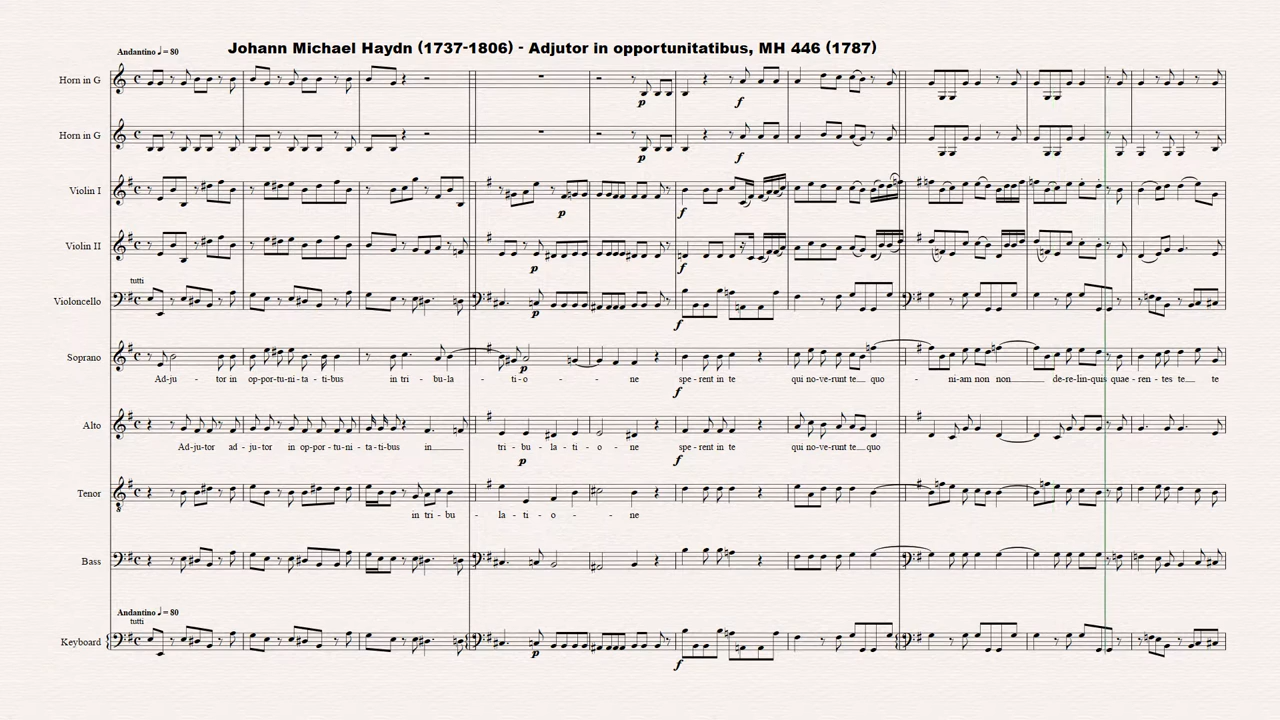 Johann Michael Haydn (1737-1806) - Adjutor in opportunitatibus, MH 446 (1787)
Andantino ♩ = 80
Horn in G
p f
Horn in G
p f
Violin I
p f
Violin II
p f
tutti
Violoncello
p f
Soprano
p
Ad-ju - tor in op-por-tu-ni - ta - ti-bus in tri - bu-la - ti - o - ne spe - rent in te qui no-ve-runt te quo - ni-am non non de-re-lin-quis quae - ren - tes te te
f
Alto
Ad-ju-tor ad - ju-tor in op-por - tu-ni - ta-ti-bus in tri - bu - la - ti - o - ne spe - rent in te qui no-ve-runt te quo
p f
Tenor
in tri - bu - la - ti - o - ne
Bass
Andantino ♩ = 80
tutti
Keyboard
p f